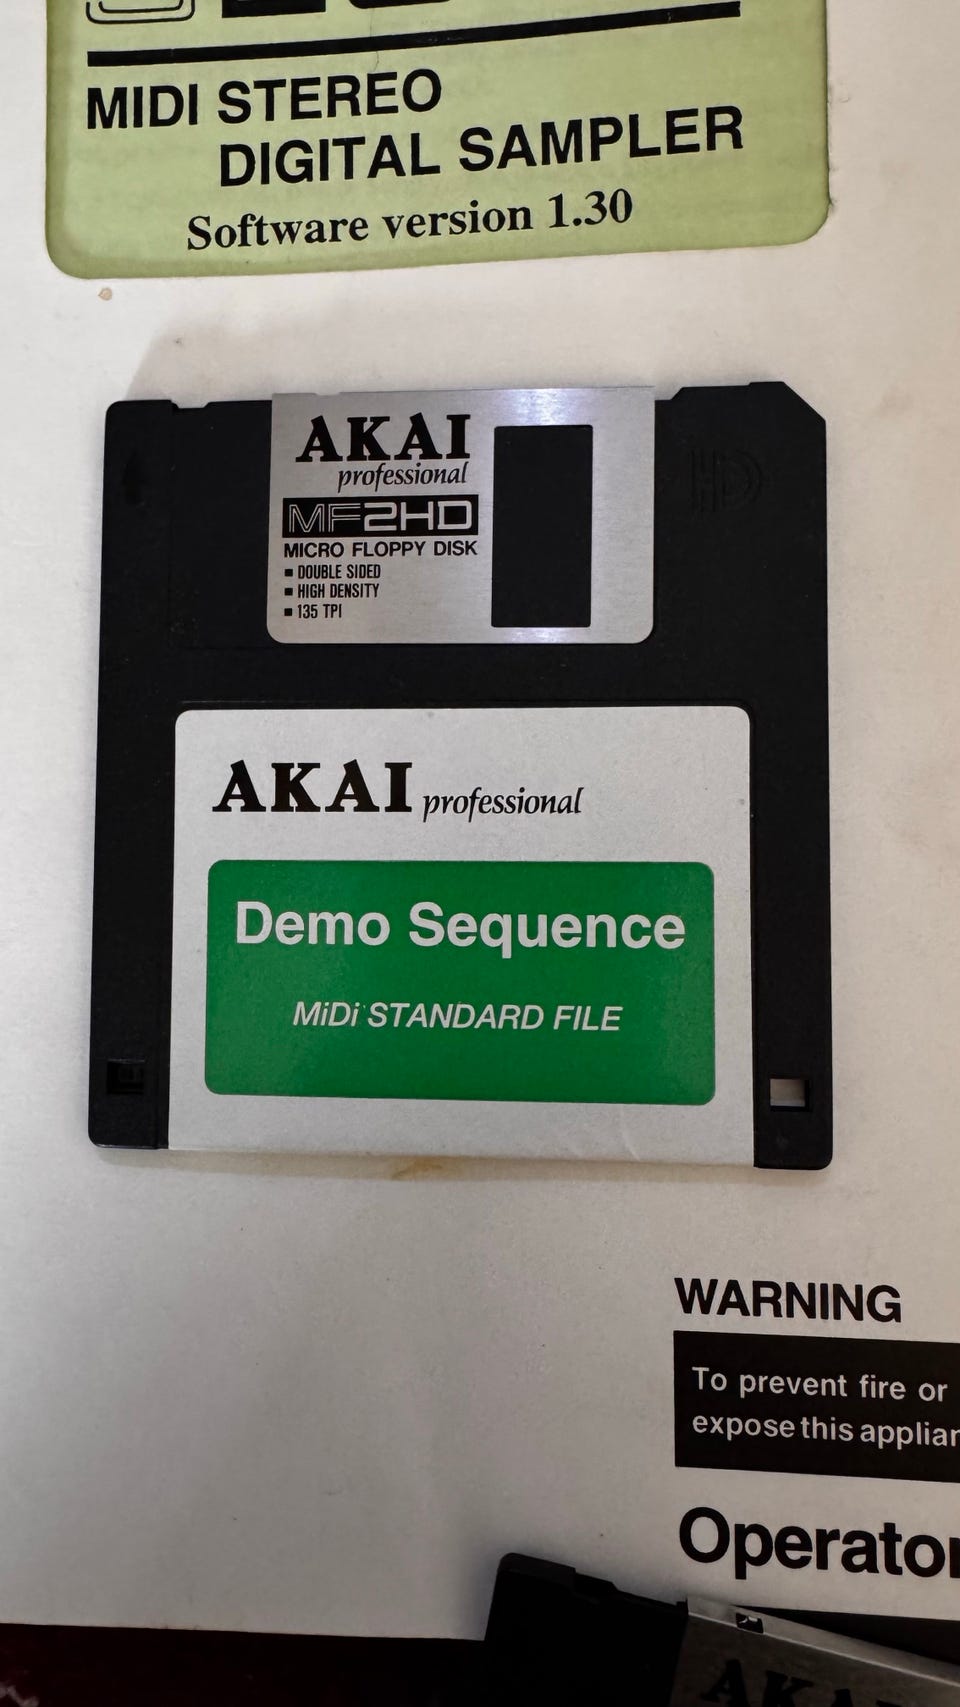 MIDI STEREO
DIGITAL SAMPLER
Software version 1.30
AKAI
professional
MF2HD
MICRO FLOPPY DISK
▪ DOUBLE SIDED
▪ HIGH DENSITY
▪ 135 TPI
HD
AKAI professional
Demo Sequence
MiDi STANDARD FILE
WARNING
To prevent fire or
expose this applian
Operator
AKA